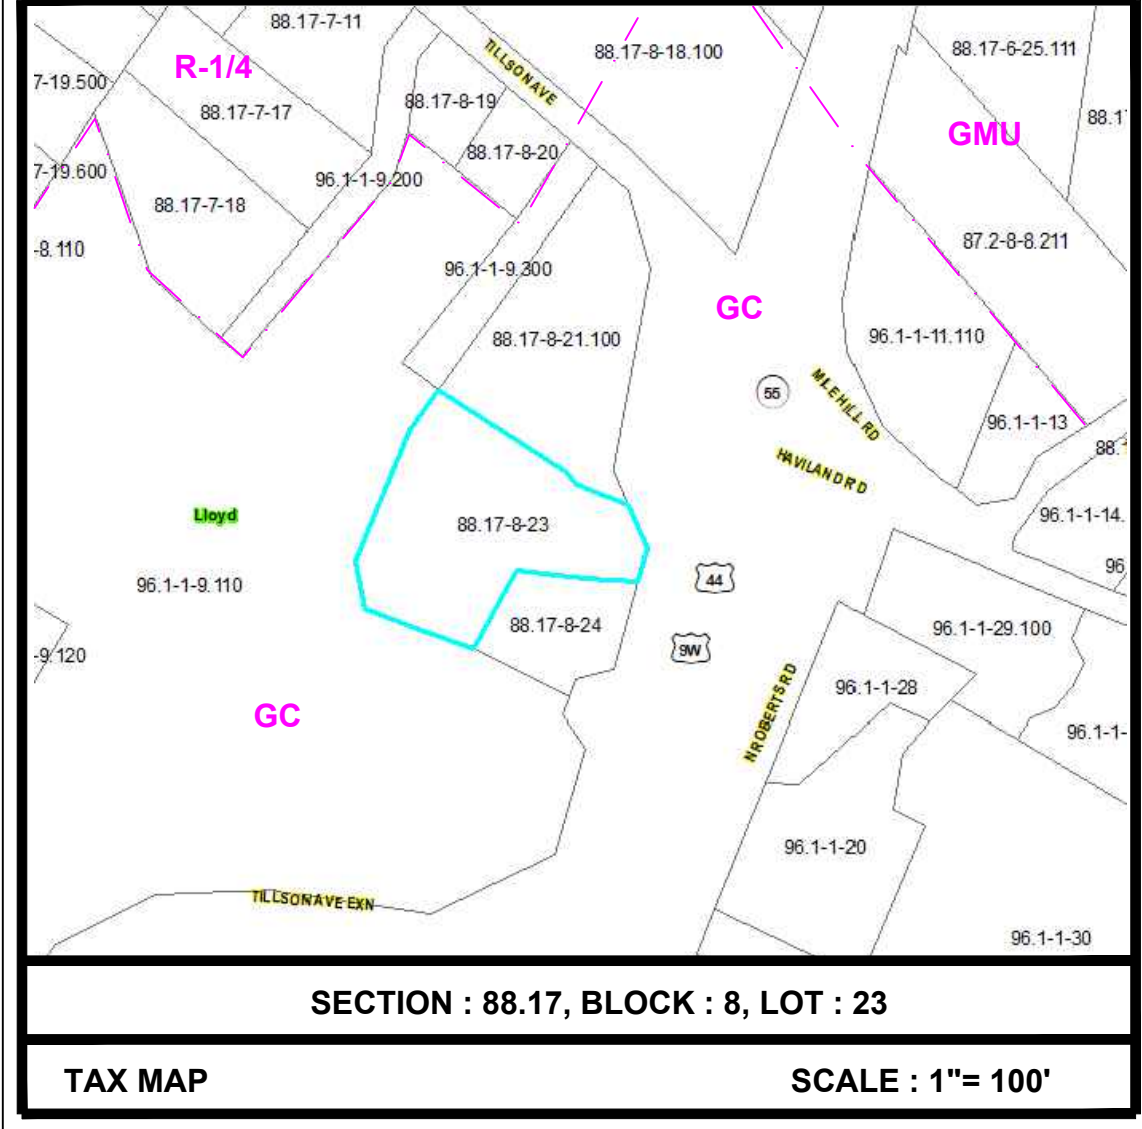 88.17-7-11
R-1/4
88.17-8-18.100
88.17-6-25.111
TILLSON AVE
7-19.500
88.17-7-17
88.17-8-19
88.1
GMU
88.17-8-20
7-19.600
96.1-1-9.200
88.17-7-18
-8.110
87.2-8-8.211
96.1-1-9.300
GC
88.17-8-21.100
96.1-1-11.110
55
MILE HILL RD
96.1-1-13
88.1
HAVILAND RD
Lloyd
88.17-8-23
96.1-1-14.
96
96.1-1-9.110
44
88.17-8-24
96.1-1-29.100
-9.120
9W
96.1-1-28
N ROBERTS RD
GC
96.1-1-
96.1-1-20
TILLSON AVE EXN
96.1-1-30
SECTION : 88.17, BLOCK : 8, LOT : 23
TAX MAP
SCALE : 1"= 100'